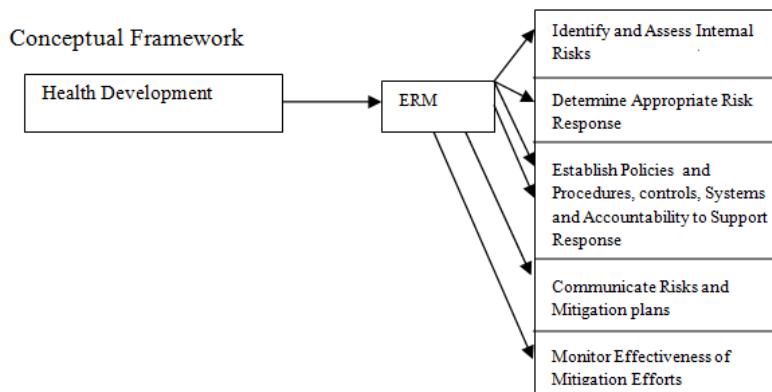 Conceptual Framework
Health Development
ERM
Identify and Assess Internal
Risks
Determine Appropriate Risk
Response
Establish Policies and
Procedures, controls, Systems
and Accountability to Support
Response
Communicate Risks and
Mitigation plans
Monitor Effectiveness of
Mitigation Efforts